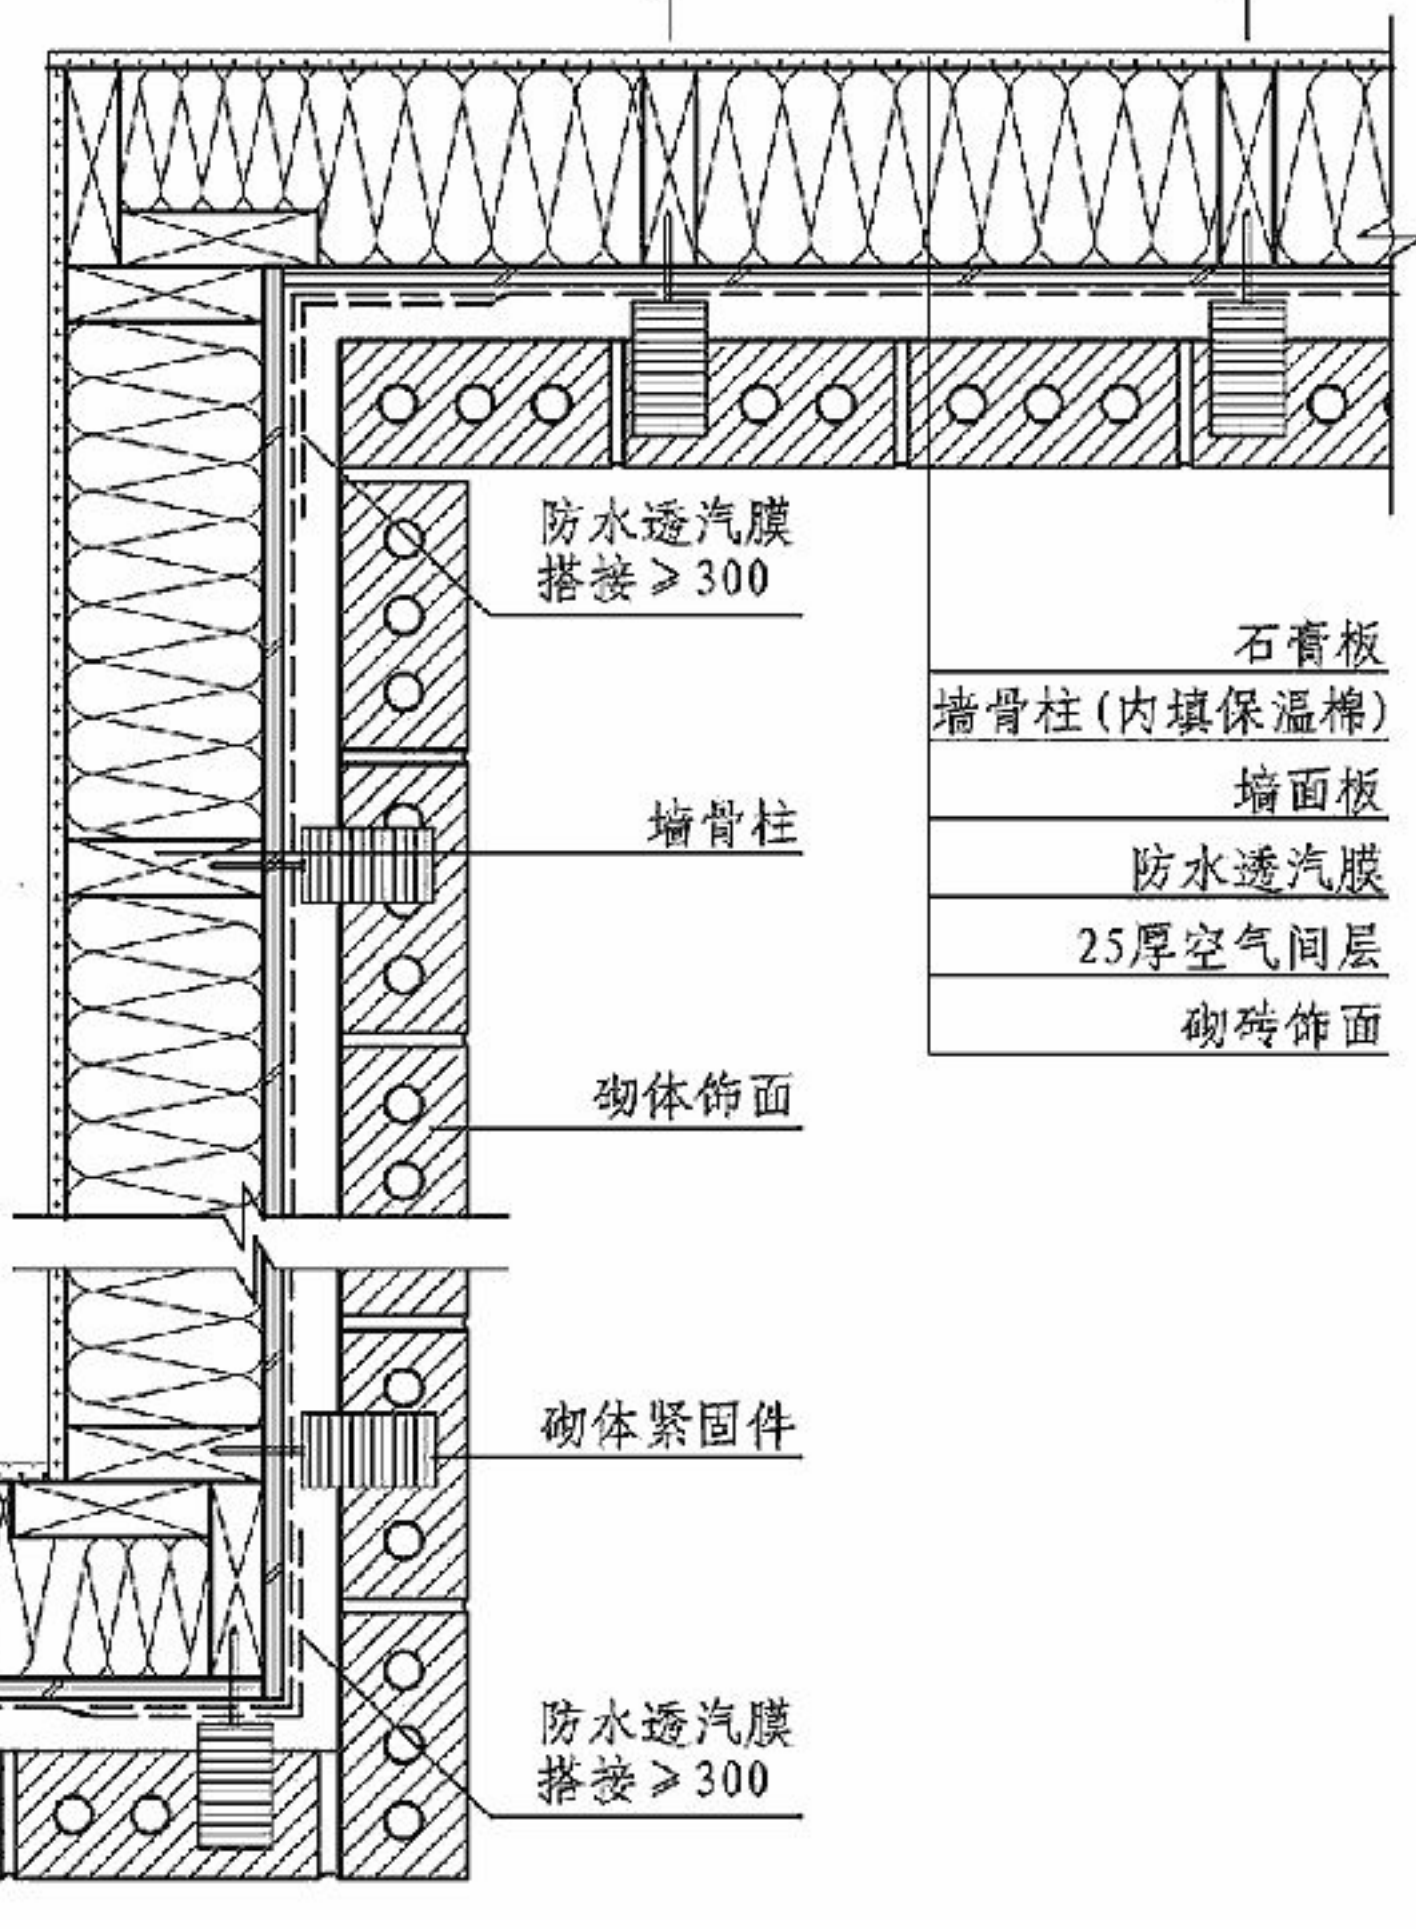 防水透汽膜
搭接≥300
石膏板
墙骨柱(内填保温棉)
墙面板
墙骨柱
防水透汽膜
25厚空气间层
砌砖饰面
砌体饰面
砌体紧固件
防水透汽膜
搭接≥300